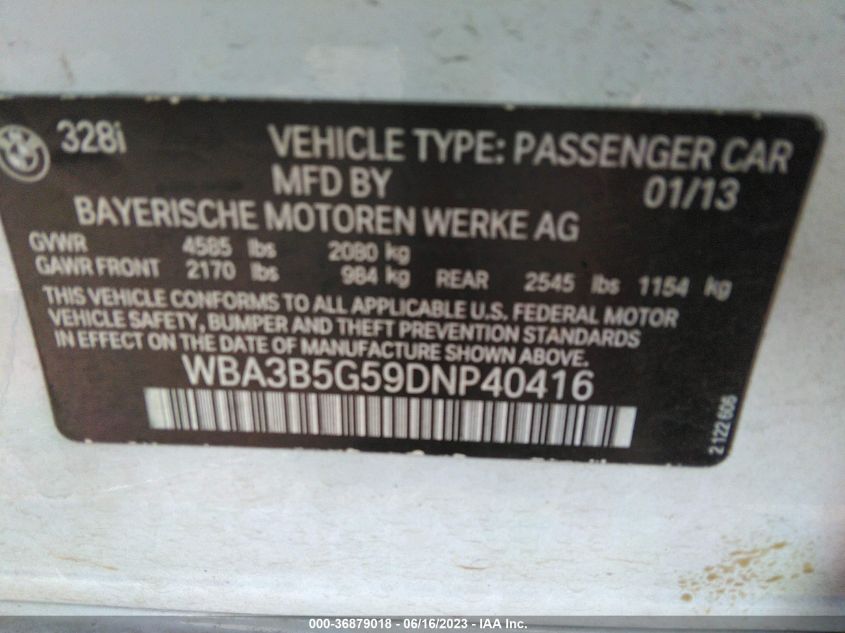 328i
VEHICLE TYPE: PASSENGER CAR
MFD BY 01/13
BAYERISCHE MOTOREN WERKE AG
GVWR 4585 lbs 2080 kg
GAWR FRONT 2170 lbs 984 kg REAR 2545 lbs 1154 kg
THIS VEHICLE CONFORMS TO ALL APPLICABLE U.S. FEDERAL MOTOR
VEHICLE SAFETY, BUMPER AND THEFT PREVENTION STANDARDS
IN EFFECT ON THE DATE OF MANUFACTURE SHOWN ABOVE.
WBA3B5G59DNP40416
2 122 606
000-36879018 - 06/16/2023 - IAA Inc.